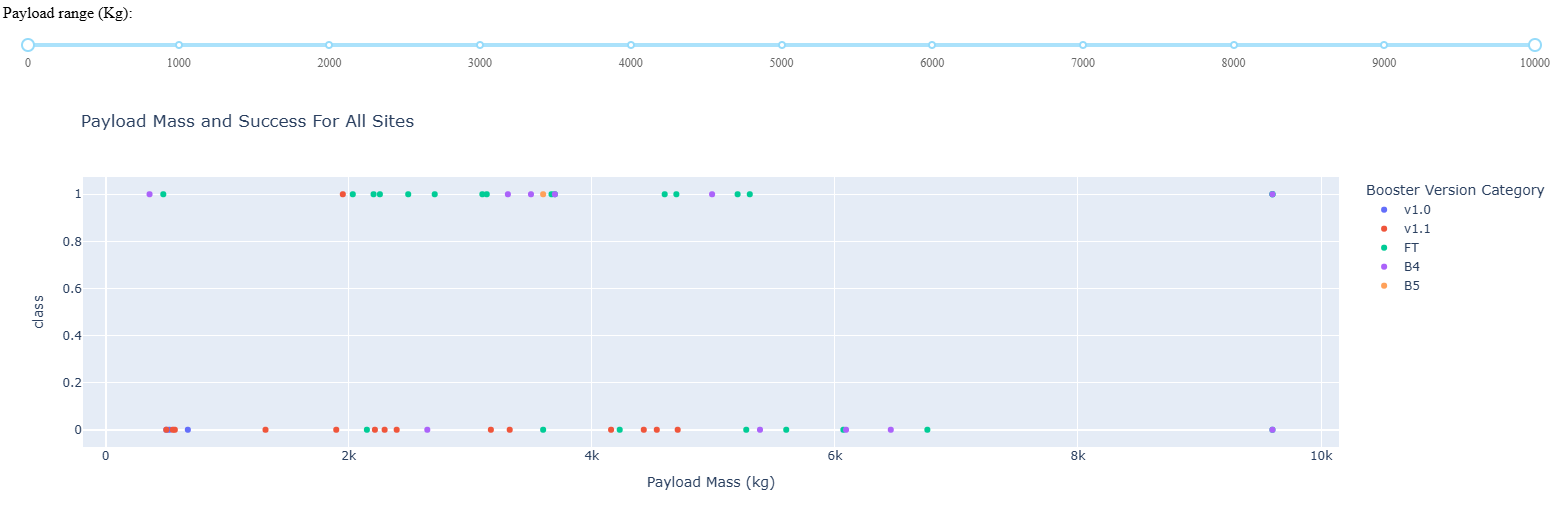 Payload range (Kg):
0 1000 2000 3000 4000 5000 6000 7000 8000 9000 10000
Payload Mass and Success For All Sites
1
0.8
0.6
0.4
0.2
0
class
0 2k 4k 6k 8k 10k
Payload Mass (kg)
Booster Version Category
v1.0
v1.1
FT
B4
B5